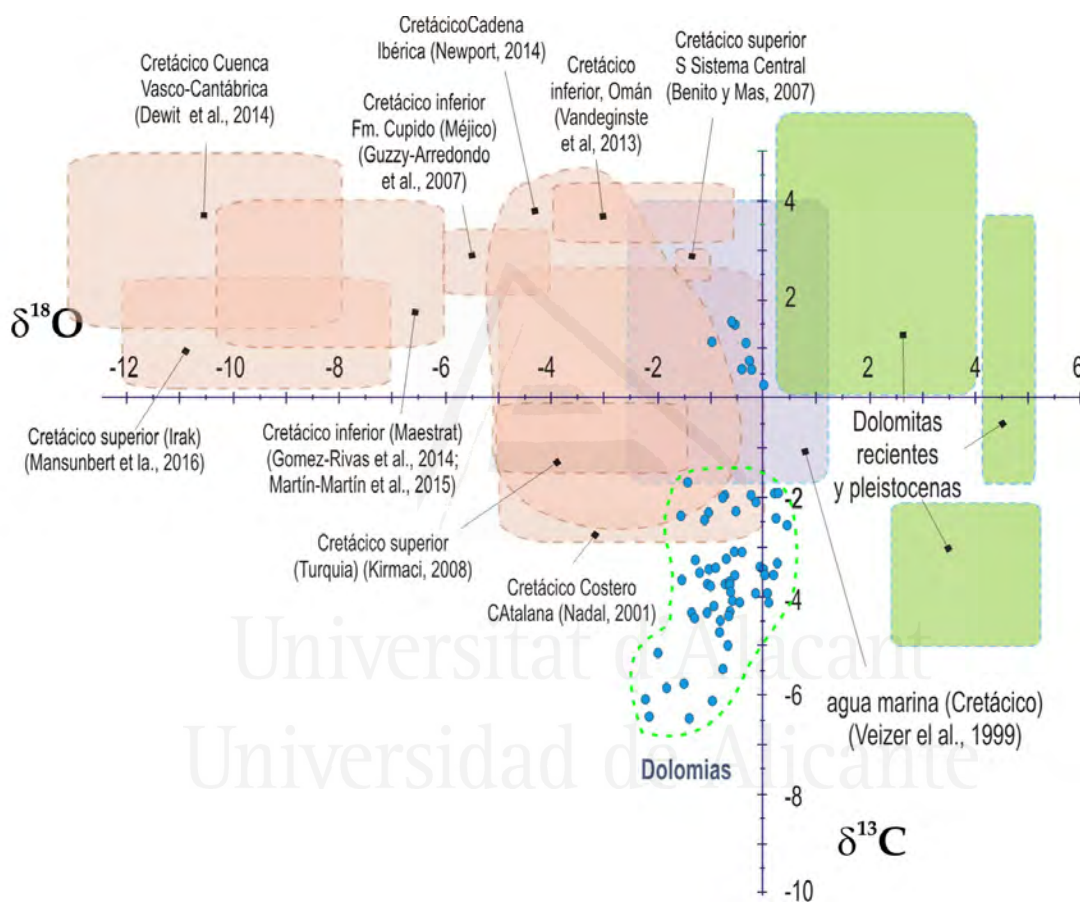 CretácicoCadena
Ibérica (Newport, 2014)
Cretácico superior
S Sistema Central
(Benito y Mas, 2007)
Cretácico Cuenca
Vasco-Cantábrica
(Dewit et al., 2014)
Cretácico
inferior, Omán
(Vandeginste
et al, 2013)
Cretácico inferior
Fm. Cupido (Méjico)
(Guzzy-Arredondo
et al., 2007)
4
2
δ18O
-12
-10
-8
-6
-4
-2
0
2
4
6
Cretácico superior (Irak)
(Mansunbert et la., 2016)
Cretácico inferior (Maestrat)
(Gomez-Rivas et al., 2014;
Martín-Martín et al., 2015)
Dolomitas
recientes
y pleistocenas
-2
Cretácico superior
(Turquia) (Kirmaci, 2008)
Cretácico Costero
CAtalana (Nadal, 2001)
-4
Universitat d'Alacant
-6
agua marina (Cretácico)
(Veizer el al., 1999)
Universidad de Alicante
Dolomias
-8
δ13C
-10